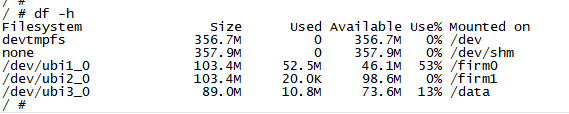 / #
/ # df -h
Filesystem                Size      Used Available Use% Mounted on
devtmpfs                356.7M         0    356.7M   0% /dev
none                    357.9M         0    357.9M   0% /dev/shm
/dev/ubi1_0             103.4M     52.5M     46.1M  53% /firm0
/dev/ubi2_0             103.4M     20.0K     98.6M   0% /firm1
/dev/ubi3_0              89.0M     10.8M     73.6M  13% /data
/ #